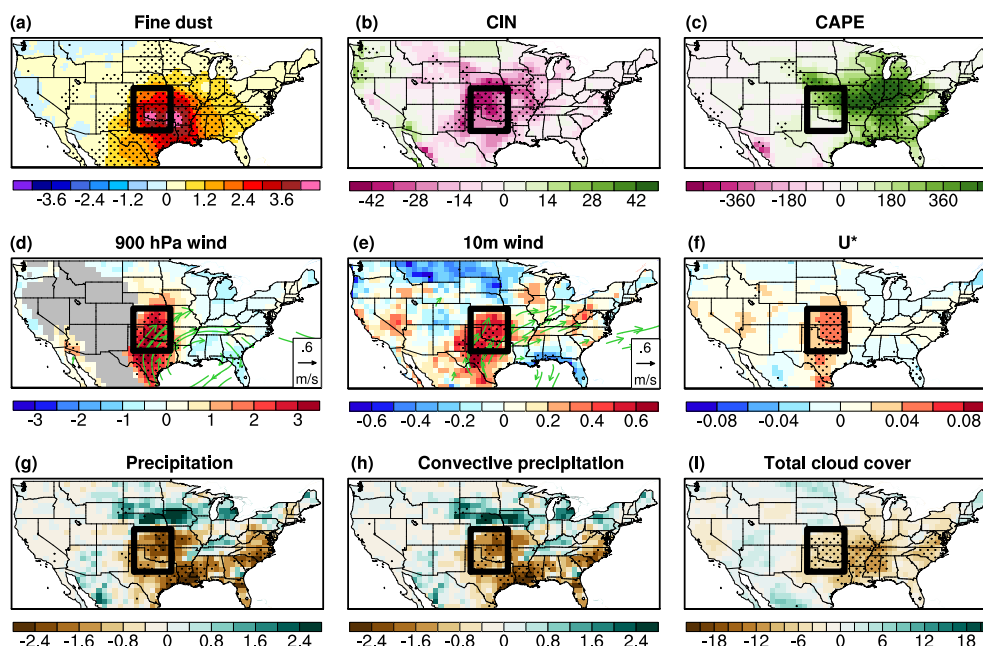 (a) Fine dust
(b) CIN
(c) CAPE
-3.6 -2.4 -1.2 0 1.2 2.4 3.6
-42 -28 -14 0 14 28 42
-360 -180 0 180 360
(d) 900 hPa wind
(e) 10m wind
(f) U*
.6
m/s
.6
m/s
-3 -2 -1 0 1 2 3
-0.6 -0.4 -0.2 0 0.2 0.4 0.6
-0.08 -0.04 0 0.04 0.08
(g) Precipitation
(h) Convective precipitation
(I) Total cloud cover
-2.4 -1.6 -0.8 0 0.8 1.6 2.4
-2.4 -1.6 -0.8 0 0.8 1.6 2.4
-18 -12 -6 0 6 12 18